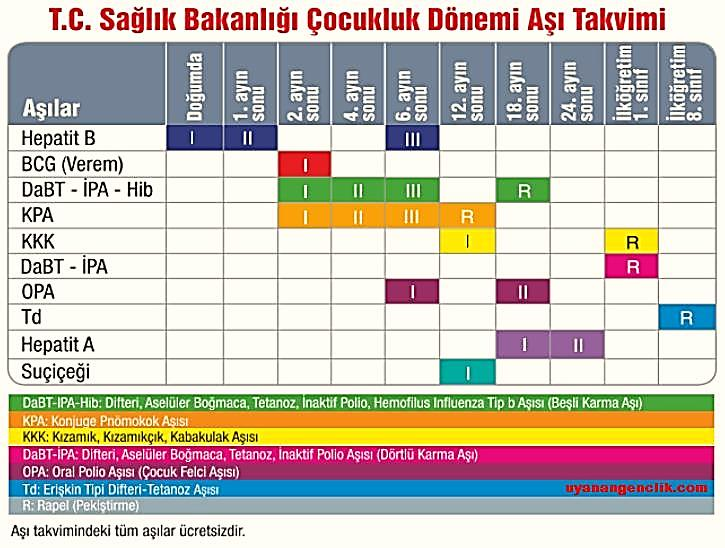 T.C. Sağlık Bakanlığı Çocukluk Dönemi Aşı Takvimi
Aşılar
Doğumda
1. ayın sonu
2. ayın sonu
4. ayın sonu
6. ayın sonu
12. ayın sonu
18. ayın sonu
24. ayın sonu
İlköğretim 1. sınıf
İlköğretim 8. sınıf
Hepatit B I II III
BCG (Verem) I
DaBT - İPA - Hib I II III R
KPA I II III R
KKK I R
DaBT - İPA R
OPA I II
Td R
Hepatit A I II
Suçiçeği I
DaBT-IPA-Hib: Difteri, Aselüler Boğmaca, Tetanoz, İnaktif Polio, Hemofilus Influenza Tip b Aşısı (Beşli Karma Aşı)
KPA: Konjuge Pnömokok Aşısı
KKK: Kızamık, Kızamıkçık, Kabakulak Aşısı
DaBT-İPA: Difteri, Aselüler Boğmaca, Tetanoz, İnaktif Polio Aşısı (Dörtlü Karma Aşı)
OPA: Oral Polio Aşısı (Çocuk Felci Aşısı)
Td: Erişkin Tipi Difteri-Tetanoz Aşısı
uyanangenclik.com
R: Rapel (Pekiştirme)
Aşı takvimindeki tüm aşılar ücretsizdir.